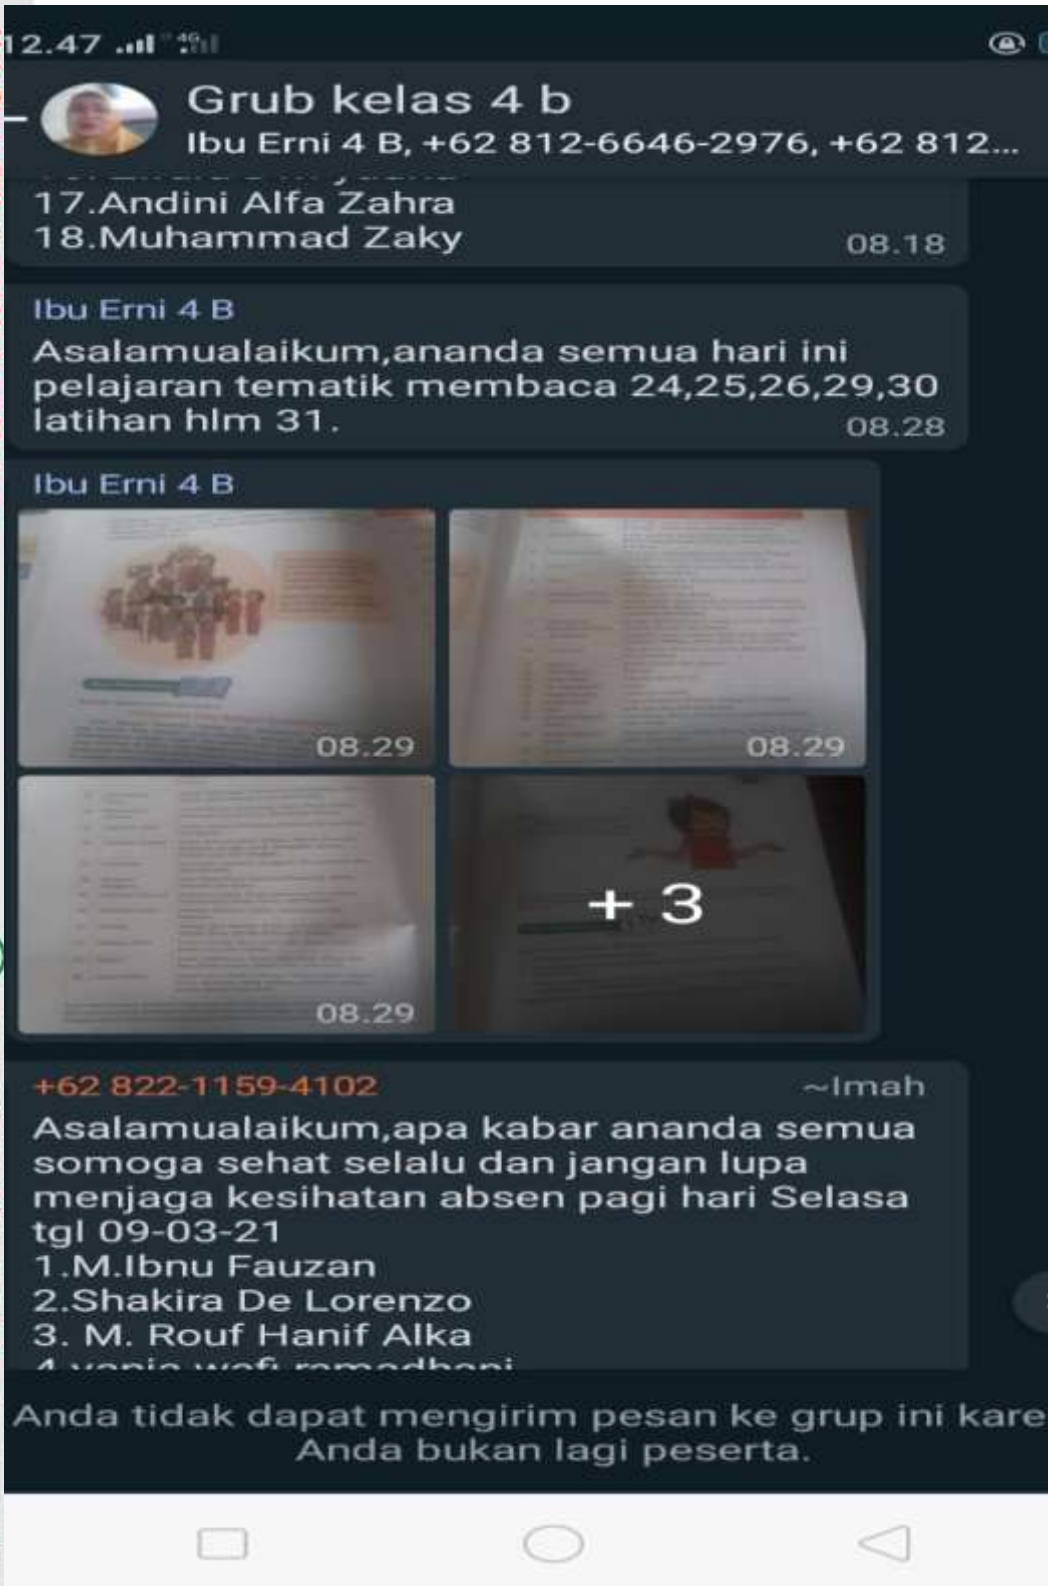 12.47
4G
Grub kelas 4 b
Ibu Erni 4 B, +62 812-6646-2976, +62 812...
17.Andini Alfa Zahra
18.Muhammad Zaky
08.18
Ibu Erni 4 B
Asalamualaikum,ananda semua hari ini
pelajaran tematik membaca 24,25,26,29,30
latihan hlm 31.
08.28
Ibu Erni 4 B
08.29
08.29
08.29
+ 3
+62 822-1159-4102
~Imah
Asalamualaikum,apa kabar ananda semua
somoga sehat selalu dan jangan lupa
menjaga kesihatan absen pagi hari Selasa
tgl 09-03-21
1.M.Ibnu Fauzan
2.Shakira De Lorenzo
3. M. Rouf Hanif Alka
Anda tidak dapat mengirim pesan ke grup ini kare
Anda bukan lagi peserta.